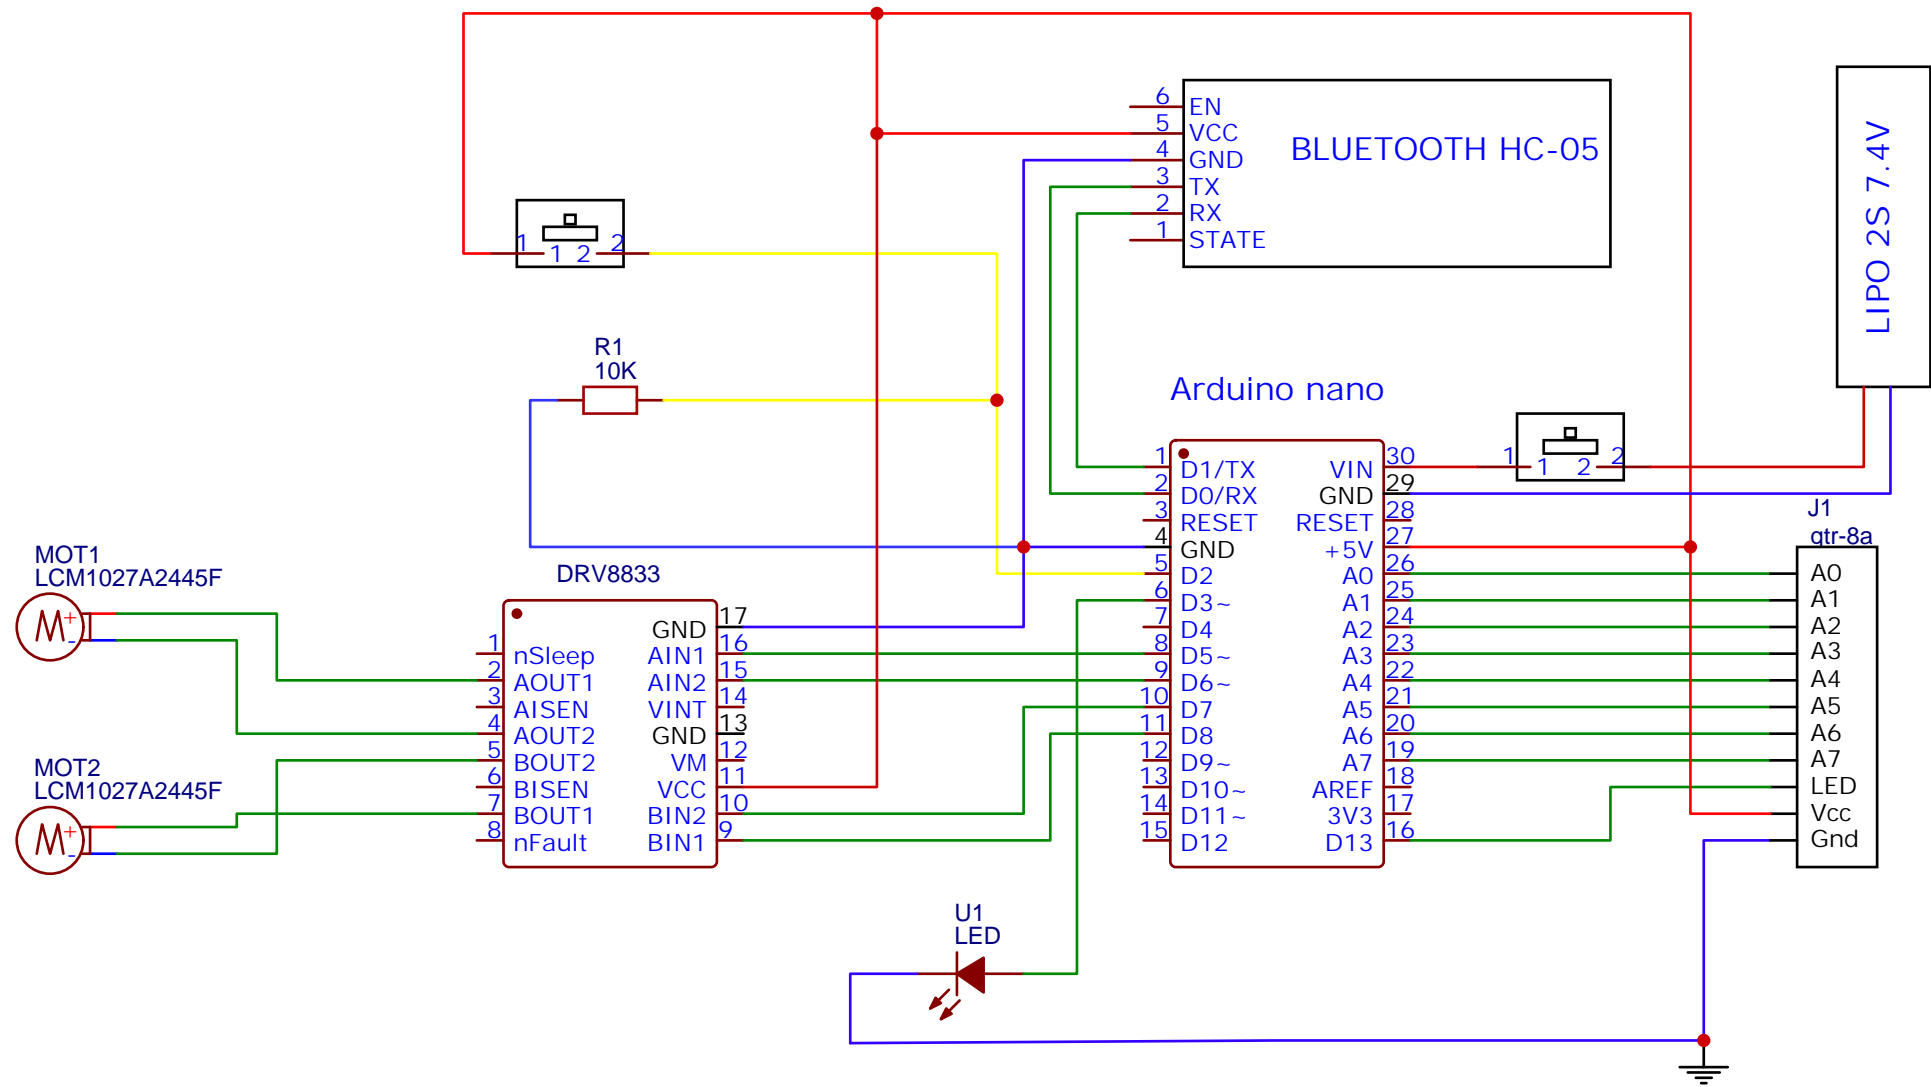 6 EN
5 VCC
4 GND
3 TX
2 RX
1 STATE
BLUETOOTH HC-05
LIPO 2S 7.4V
1 1 2 2
R1
10K
Arduino nano
1 D1/TX
2 D0/RX
3 RESET
4 GND
5 D2
6 D3~
7 D4
8 D5~
9 D6~
10 D7
11 D8
12 D9~
13 D10~
14 D11~
15 D12
VIN 30
GND 29
RESET 28
+5V 27
A0 26
A1 25
A2 24
A3 23
A4 22
A5 21
A6 20
A7 19
AREF 18
3V3 17
D13 16
1 1 2 2
J1
qtr-8a
A0
A1
A2
A3
A4
A5
A6
A7
LED
Vcc
Gnd
MOT1
LCM1027A2445F
M + -
MOT2
LCM1027A2445F
M + -
DRV8833
1 nSleep
2 AOUT1
3 AISEN
4 AOUT2
5 BOUT2
6 BISEN
7 BOUT1
8 nFault
GND 17
AIN1 16
AIN2 15
VINT 14
GND 13
VM 12
VCC 11
BIN2 10
BIN1 9
U1
LED